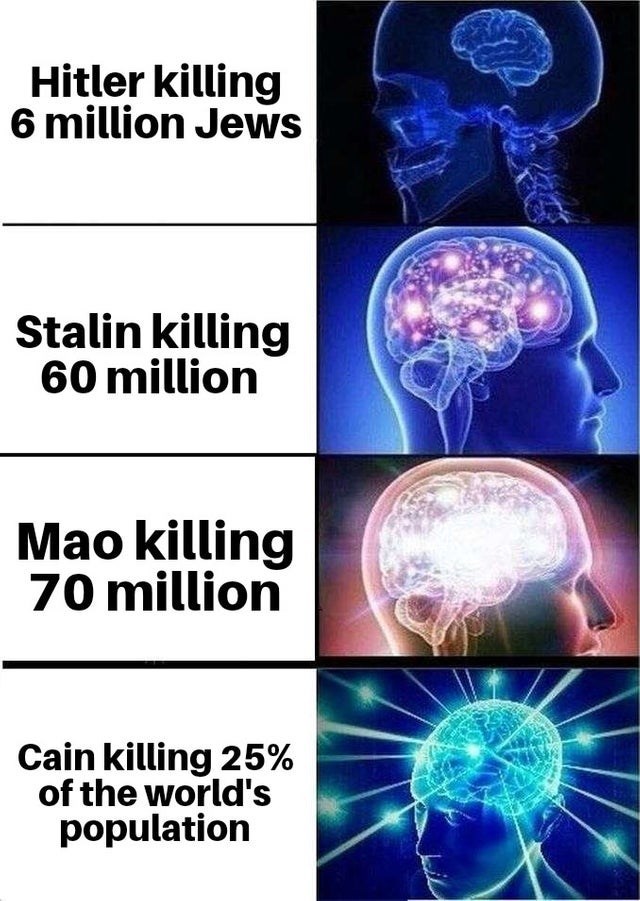 Hitler killing
6 million Jews
Stalin killing
60 million
Mao killing
70 million
Cain killing 25%
of the world's
population